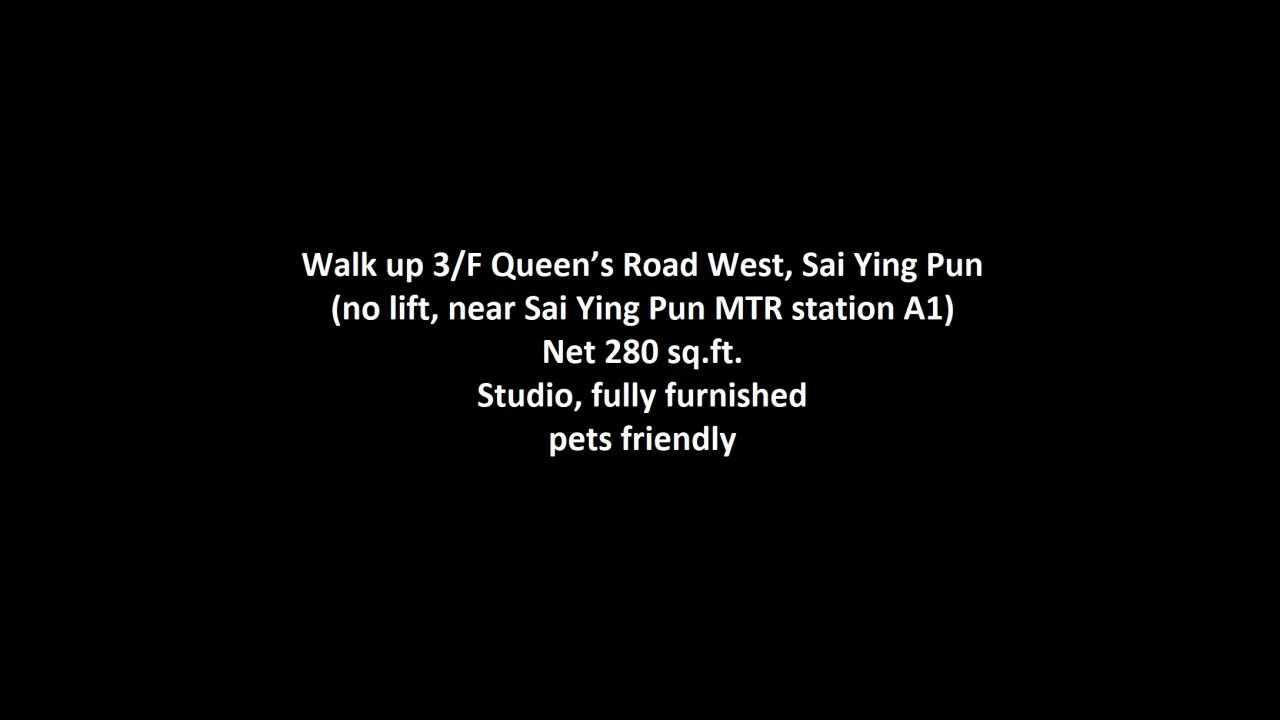 Walk up 3/F Queen’s Road West, Sai Ying Pun
(no lift, near Sai Ying Pun MTR station A1)
Net 280 sq.ft.
Studio, fully furnished
pets friendly